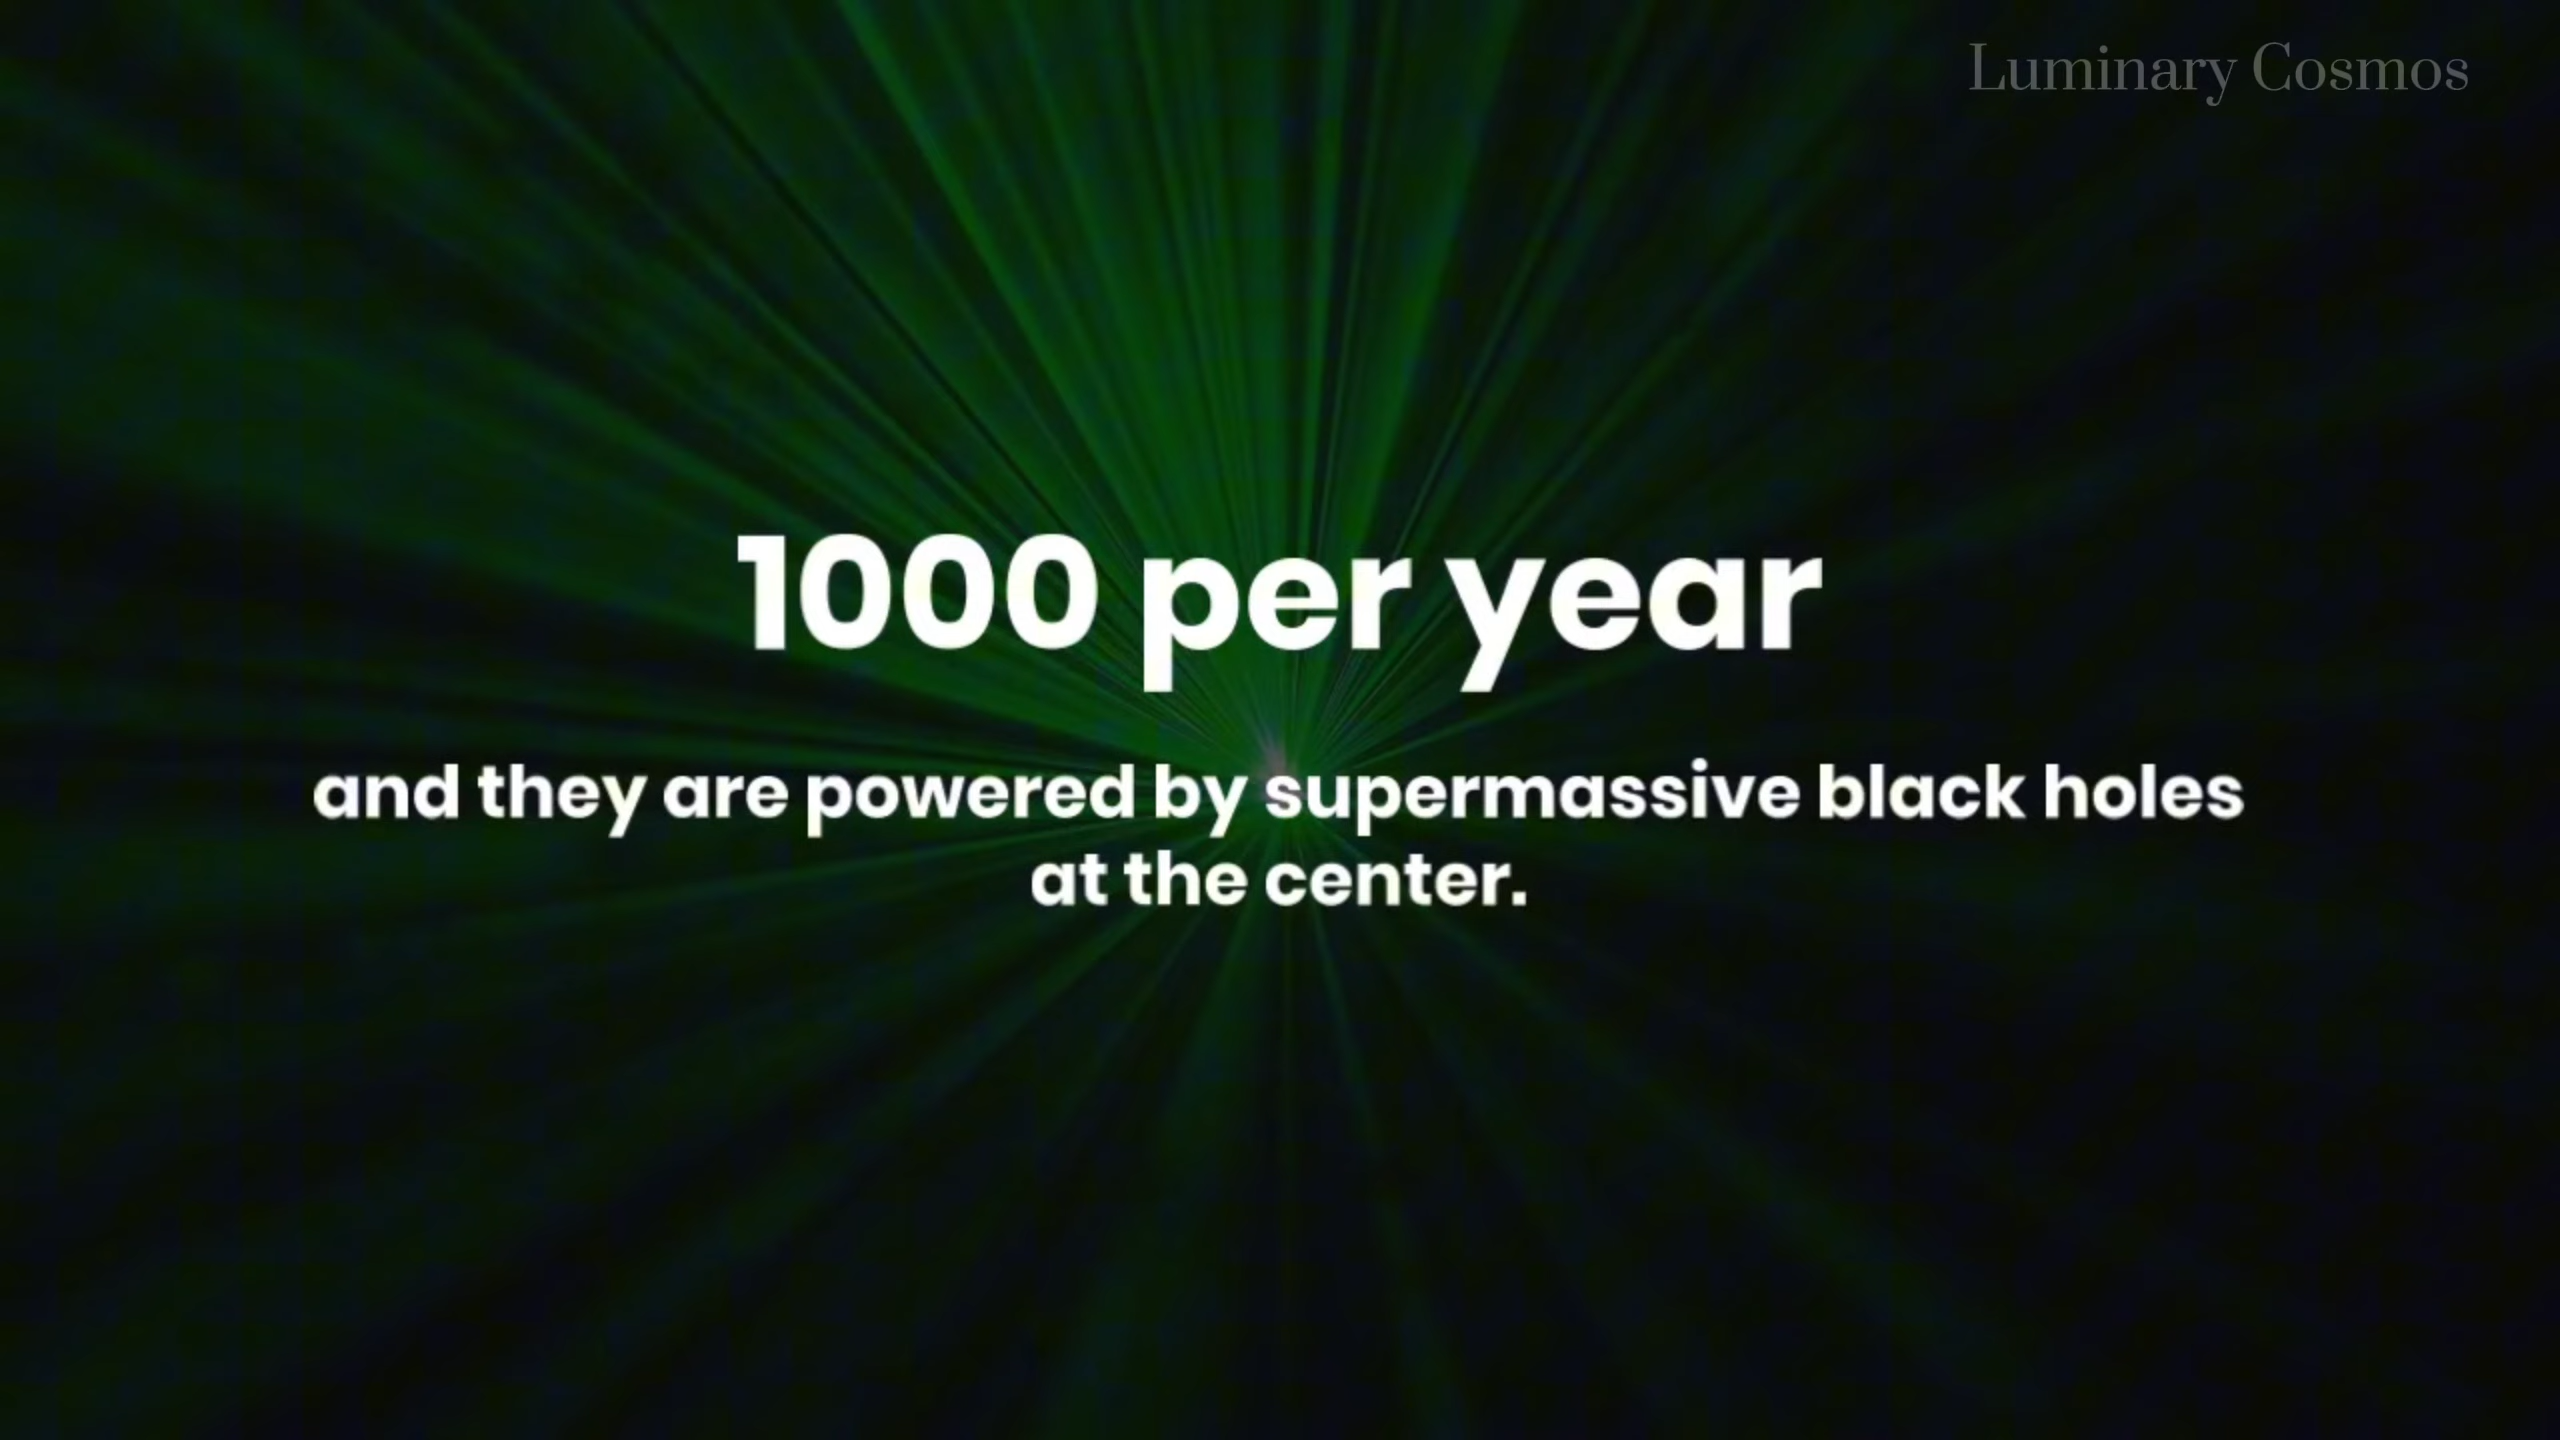 Luminary Cosmos
1000 per year
and they are powered by supermassive black holes
at the center.